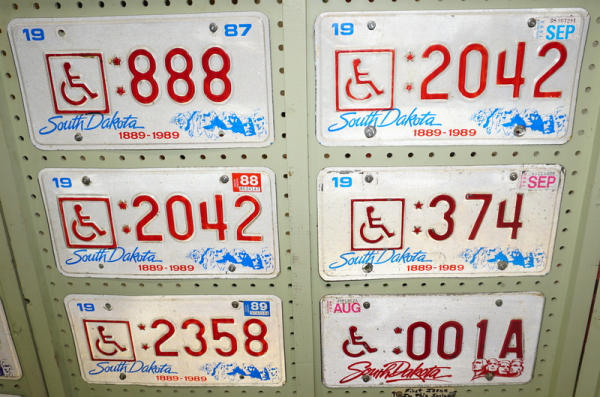 19 87
888
South Dakota
1889-1989
19 SEP
2042
South Dakota
1889-1989
19 88
2042
South Dakota
1889-1989
19 SEP
374
South Dakota
1889-1989
19 89
2358
South Dakota
1889-1989
AUG
001A
South Dakota
First Issue